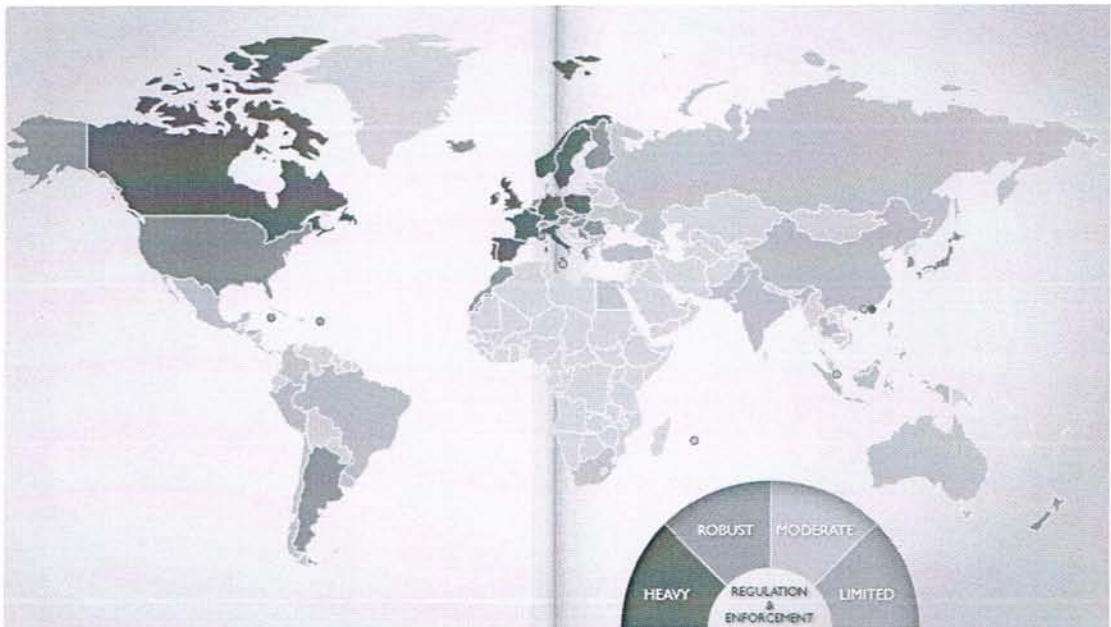 ROBUST
MODERATE
HEAVY
REGULATION
&
ENFORCEMENT
LIMITED